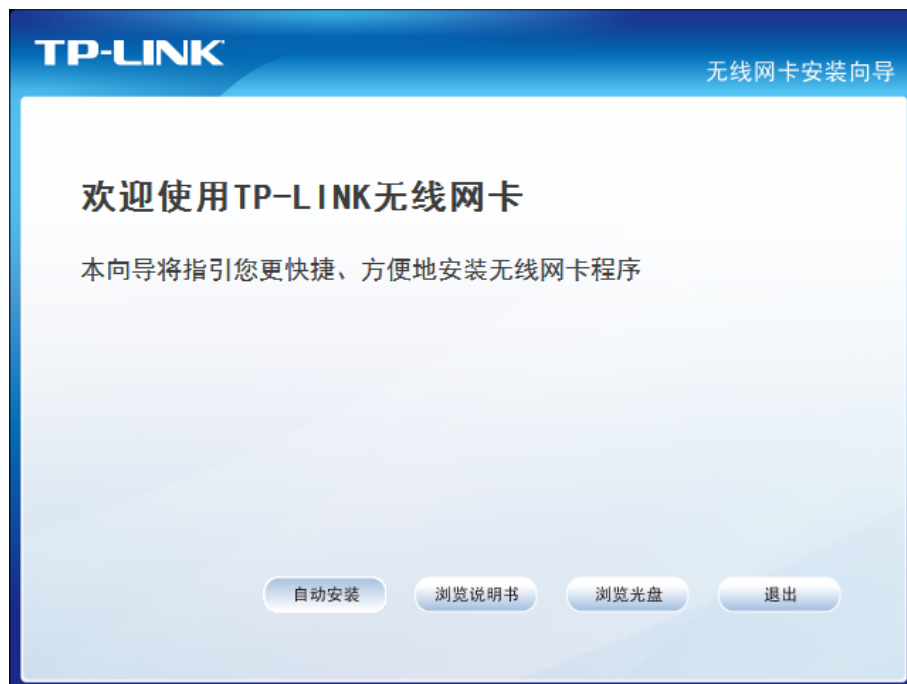 TP-LINK
无线网卡安装向导
欢迎使用TP-LINK无线网卡
本向导将指引您更快捷、方便地安装无线网卡程序
自动安装 浏览说明书 浏览光盘 退出